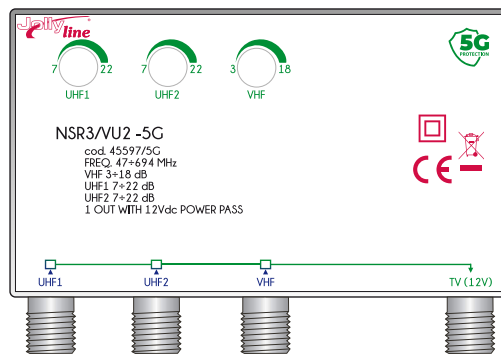 Jolly
line
5G
PROTECTION
7 22 7 22 3 18
UHF1 UHF2 VHF
NSR3/VU2 -5G
cod. 45597/5G
FREQ. 47÷694 MHz
VHF 3÷18 dB
UHF1 7÷22 dB
UHF2 7÷22 dB
1 OUT WITH 12Vdc POWER PASS
CE
UHF1 UHF2 VHF TV (12V)